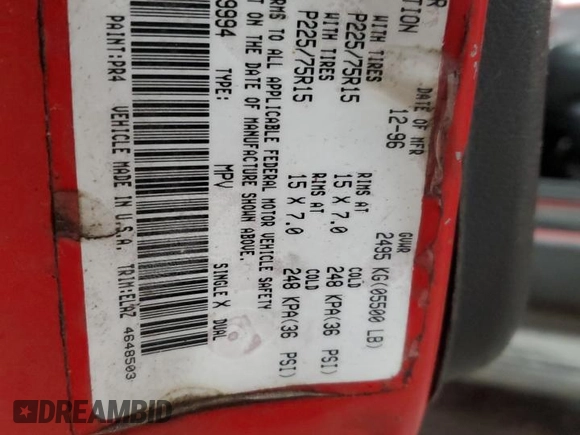 R
TION DATE OF MFR GVWR
12-96 2495 KG(05500 LB)
WITH TIRES RIMS AT COLD
P225/75R15 15 X 7.0 248 KPA(36 PSI)
WITH TIRES RIMS AT COLD
P225/75R15 15 X 7.0 248 KPA(36 PSI)
RMS TO ALL APPLICABLE FEDERAL MOTOR VEHICLE SAFETY
T ON THE DATE OF MANUFACTURE SHOWN ABOVE.
9994 TYPE: MPV SINGLE X DUAL
PAINT:PR4 VEHICLE MADE IN U.S.A. TRIM:ELAZ 4648503
DREAMBID